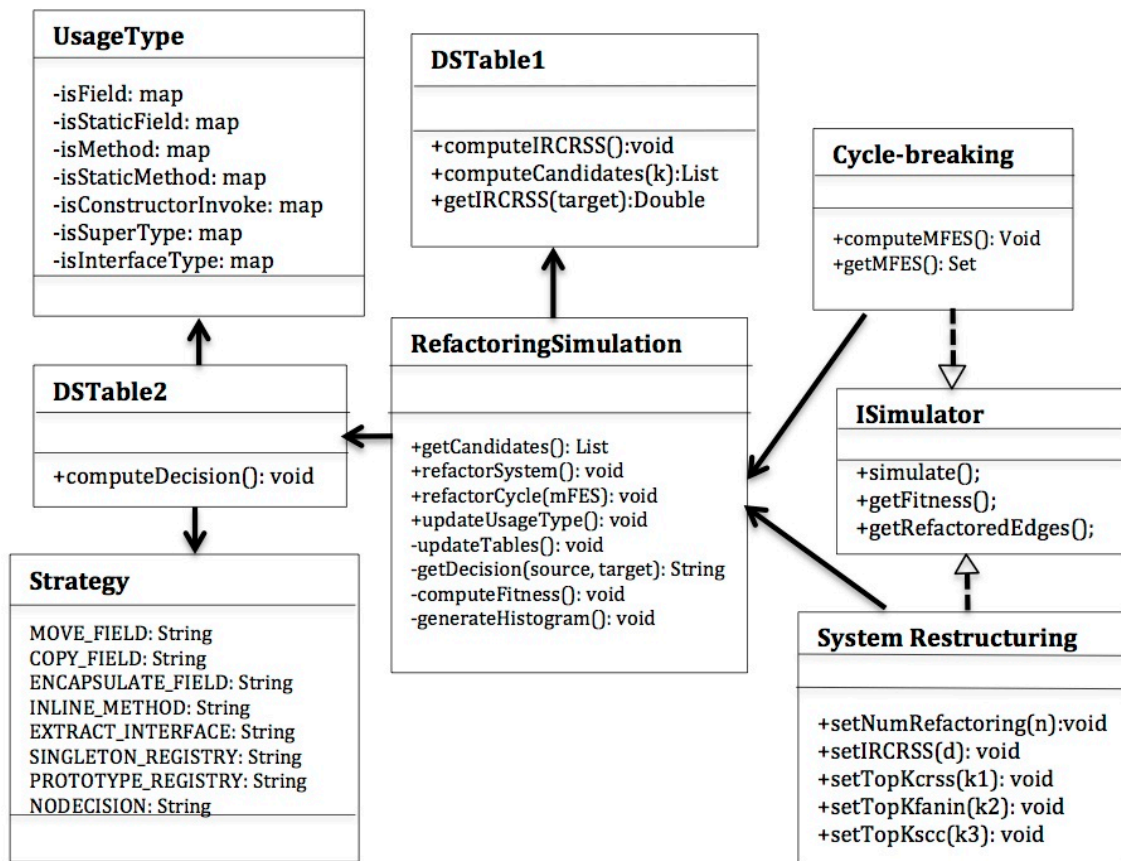 UsageType
-isField: map
-isStaticField: map
-isMethod: map
-isStaticMethod: map
-isConstructorInvoke: map
-isSuperType: map
-isInterfaceType: map
DSTable1
+computeIRCRSS():void
+computeCandidates(k):List
+getIRCRSS(target):Double
Cycle-breaking
+computeMFES(): Void
+getMFES(): Set
DSTable2
+computeDecision(): void
RefactoringSimulation
+getCandidates(): List
+refactorSystem(): void
+refactorCycle(mFES): void
+updateUsageType(): void
-updateTables(): void
-getDecision(source, target): String
-computeFitness(): void
-generateHistogram(): void
ISimulator
+simulate();
+getFitness();
+getRefactoredEdges();
Strategy
MOVE_FIELD: String
COPY_FIELD: String
ENCAPSULATE_FIELD: String
INLINE_METHOD: String
EXTRACT_INTERFACE: String
SINGLETON_REGISTRY: String
PROTOTYPE_REGISTRY: String
NODECISION: String
System Restructuring
+setNumRefactoring(n):void
+setIRCRSS(d): void
+setTopKcrss(k1): void
+setTopKfanin(k2): void
+setTopKscc(k3): void